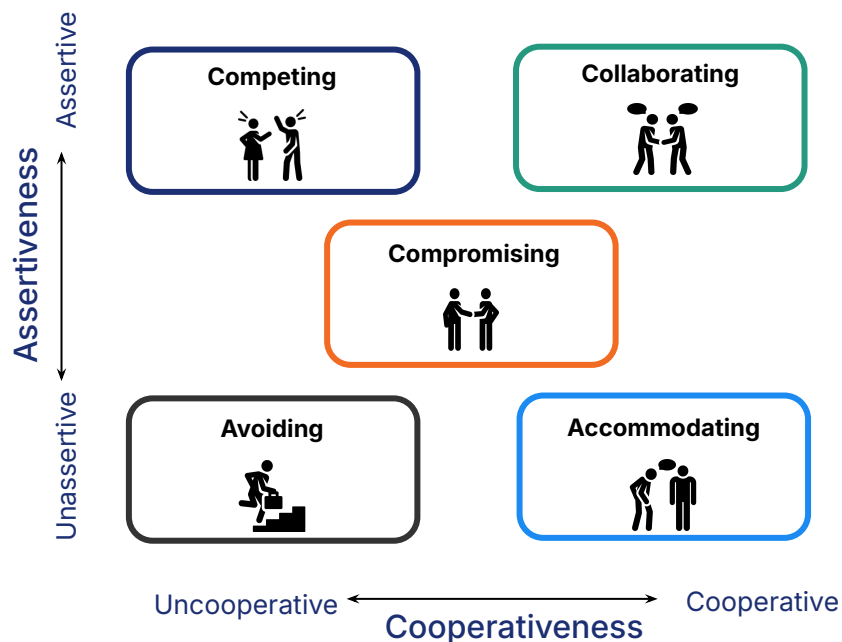 Assertive
Competing
Collaborating
Assertiveness
Compromising
Unassertive
Avoiding
Accommodating
Uncooperative
Cooperative
Cooperativeness